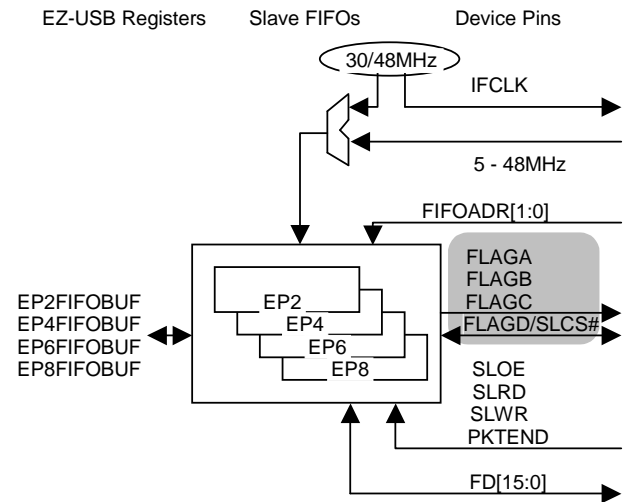 EZ-USB Registers Slave FIFOs Device Pins
30/48MHz
IFCLK
5 - 48MHz
FIFOADR[1:0]
FLAGA
FLAGB
FLAGC
FLAGD/SLCS#
EP2
EP4
EP6
EP8
EP2FIFOBUF
EP4FIFOBUF
EP6FIFOBUF
EP8FIFOBUF
SLOE
SLRD
SLWR
PKTEND
FD[15:0]